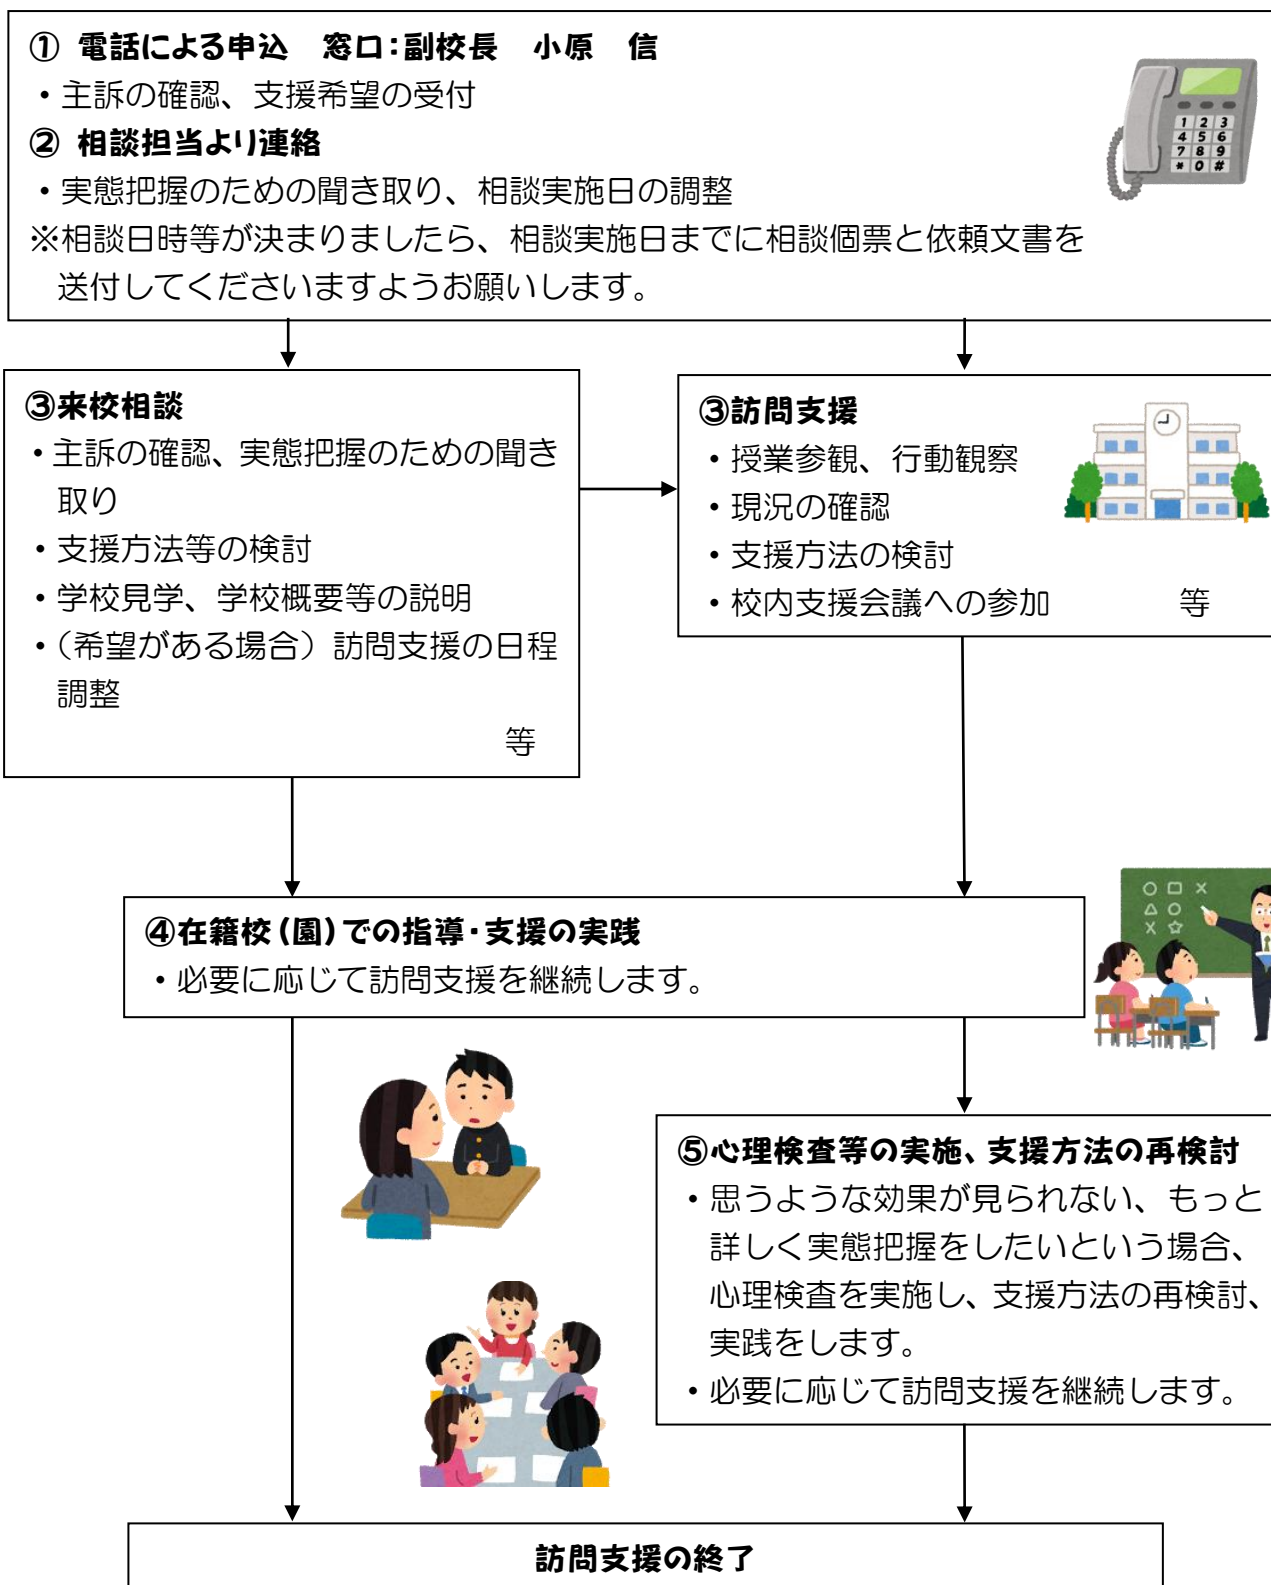 ① 電話による申込　窓口:副校長　小原　信
・主訴の確認、支援希望の受付
② 相談担当より連絡
・実態把握のための聞き取り、相談実施日の調整
※相談日時等が決まりましたら、相談実施日までに相談個票と依頼文書を
送付してくださいますようお願いします。
1 2 3
4 5 6
7 8 9
* 0 #
③来校相談
・主訴の確認、実態把握のための聞き
取り
・支援方法等の検討
・学校見学、学校概要等の説明
・(希望がある場合)訪問支援の日程
調整
等
③訪問支援
・授業参観、行動観察
・現況の確認
・支援方法の検討
・校内支援会議への参加　　　　等
④在籍校(園)での指導・支援の実践
・必要に応じて訪問支援を継続します。
⑤心理検査等の実施、支援方法の再検討
・思うような効果が見られない、もっと
詳しく実態把握をしたいという場合、
心理検査を実施し、支援方法の再検討、
実践をします。
・必要に応じて訪問支援を継続します。
訪問支援の終了